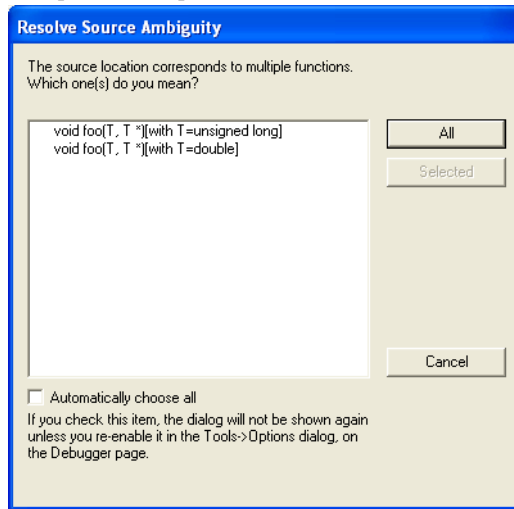 Resolve Source Ambiguity
The source location corresponds to multiple functions.
Which one(s) do you mean?
void foo(T, T *)[with T=unsigned long]
void foo(T, T *)[with T=double]
All
Selected
Cancel
Automatically choose all
If you check this item, the dialog will not be shown again
unless you re-enable it in the Tools->Options dialog, on
the Debugger page.